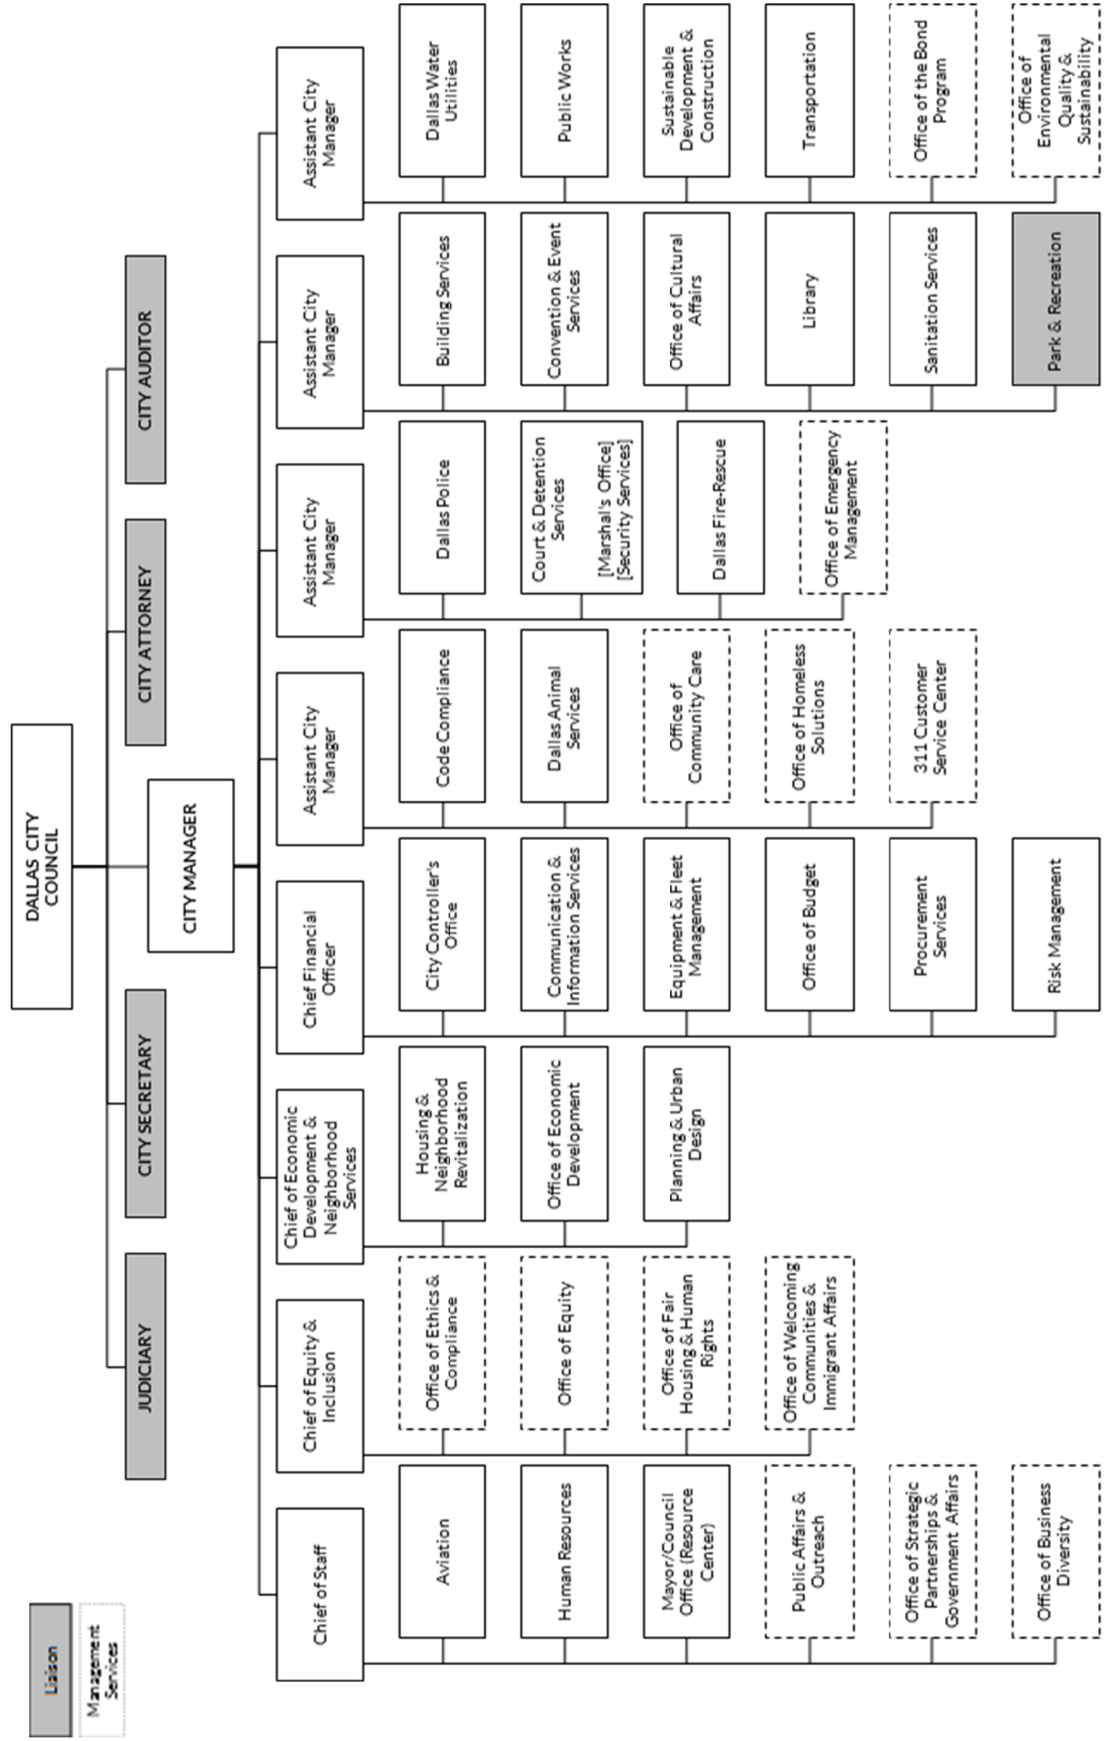 Liaison
Management
Services
DALLAS CITY
COUNCIL
JUDICIARY
CITY SECRETARY
CITY ATTORNEY
CITY AUDITOR
CITY MANAGER
Chief of Staff
Aviation
Human Resources
Mayor/Council
Office (Resource
Center)
Public Affairs &
Outreach
Office of Strategic
Partnerships &
Government Affairs
Office of Business
Diversity
Chief of Equity &
Inclusion
Office of Ethics &
Compliance
Office of Equity
Office of Fair
Housing & Human
Rights
Office of Welcoming
Communities &
Immigrant Affairs
Chief of Economic
Development &
Neighborhood
Services
Housing &
Neighborhood
Revitalization
Office of Economic
Development
Planning & Urban
Design
Chief Financial
Officer
City Controller's
Office
Communication &
Information Services
Equipment & Fleet
Management
Office of Budget
Procurement
Services
Risk Management
Assistant City
Manager
Code Compliance
Dallas Animal
Services
Office of
Community Care
Office of Homeless
Solutions
311 Customer
Service Center
Assistant City
Manager
Dallas Police
Court & Detention
Services
[Marshal's Office]
[Security Services]
Dallas Fire-Rescue
Office of Emergency
Management
Assistant City
Manager
Building Services
Convention & Event
Services
Office of Cultural
Affairs
Library
Sanitation Services
Park & Recreation
Assistant City
Manager
Dallas Water
Utilities
Public Works
Sustainable
Development &
Construction
Transportation
Office of the Bond
Program
Office of
Environmental
Quality &
Sustainability